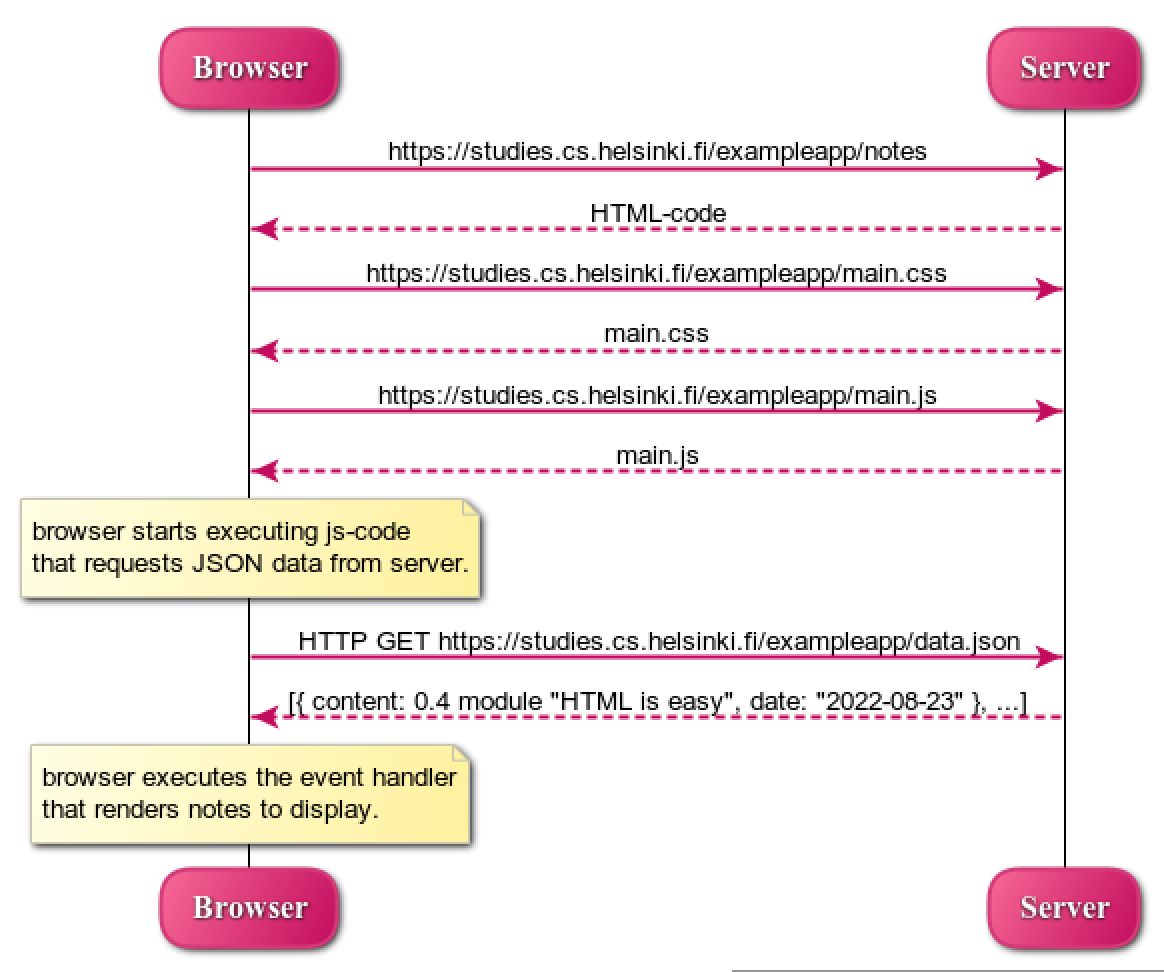 Browser
Server
https://studies.cs.helsinki.fi/exampleapp/notes
HTML-code
https://studies.cs.helsinki.fi/exampleapp/main.css
main.css
https://studies.cs.helsinki.fi/exampleapp/main.js
main.js
browser starts executing js-code
that requests JSON data from server.
HTTP GET https://studies.cs.helsinki.fi/exampleapp/data.json
[{ content: 0.4 module "HTML is easy", date: "2022-08-23" }, ...]
browser executes the event handler
that renders notes to display.
Browser
Server